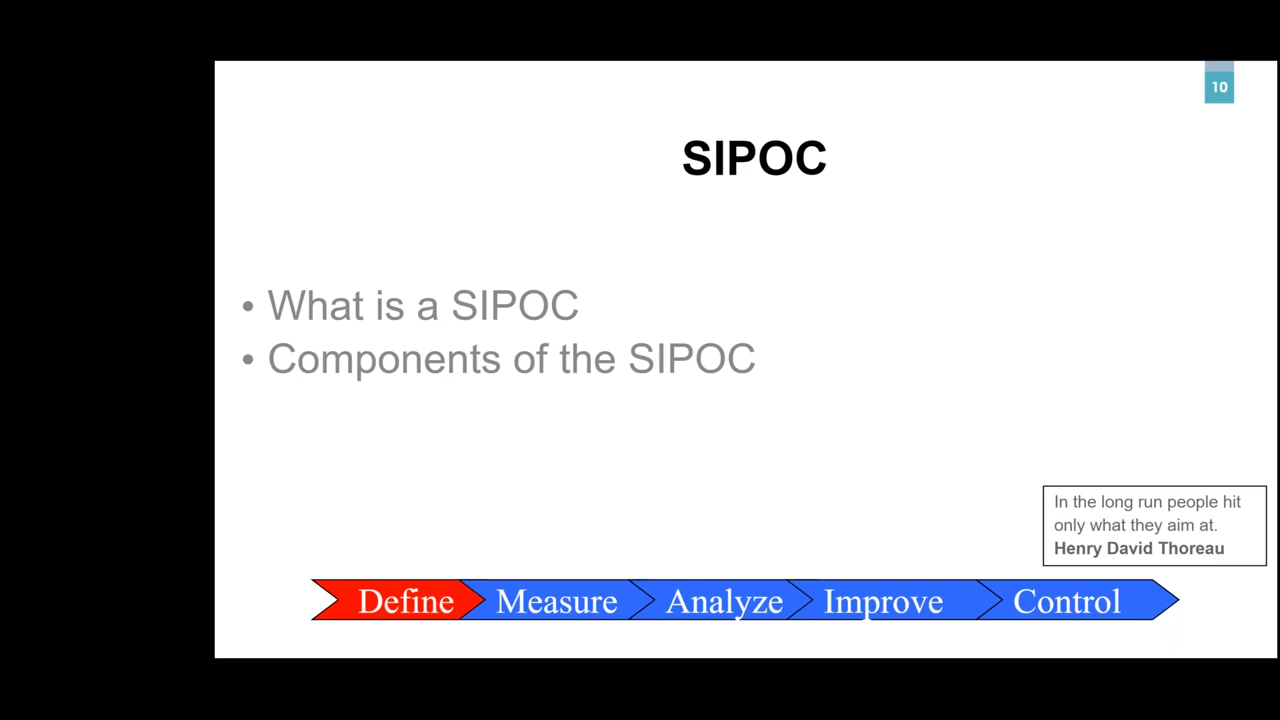 10
SIPOC
• What is a SIPOC
• Components of the SIPOC
In the long run people hit
only what they aim at.
Henry David Thoreau
Define Measure Analyze Improve Control